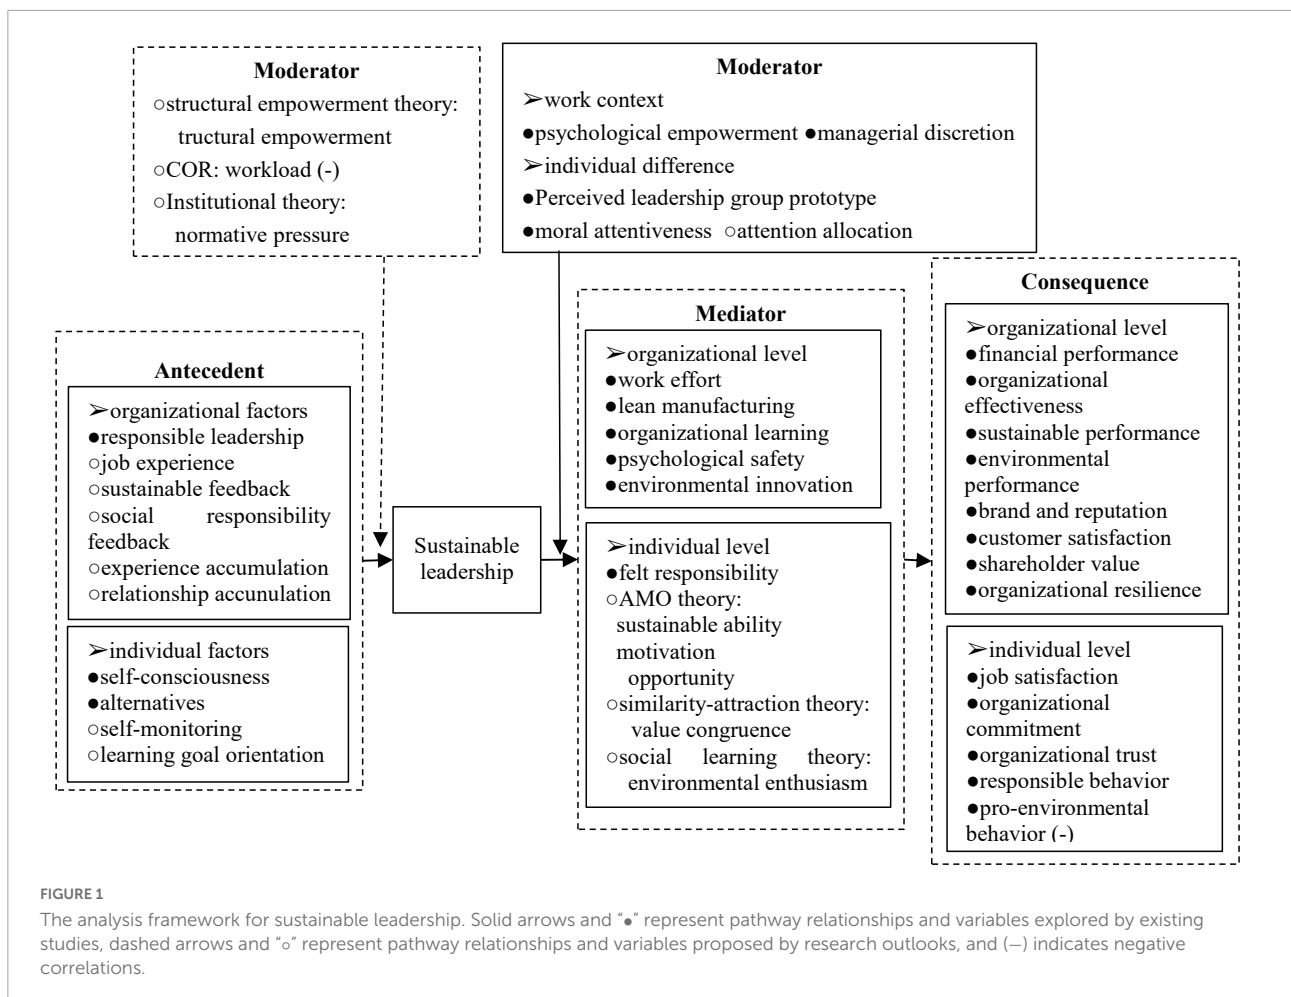 Moderator
○structural empowerment theory:
tructural empowerment
○COR: workload (-)
○Institutional theory:
normative pressure
Moderator
➢work context
●psychological empowerment ●managerial discretion
➢individual difference
●Perceived leadership group prototype
●moral attentiveness ○attention allocation
Antecedent
➢organizational factors
●responsible leadership
○job experience
○sustainable feedback
○social responsibility
feedback
○experience accumulation
○relationship accunulation
➢individual factors
●self-consciousness
●alternatives
○self-monitoring
○learning goal orientation
Sustainable
leadership
Mediator
➢organizational level
●work effort
●lean manufacturing
●organizational learning
●psychological safety
●environmental innovation
➢individual level
●felt responsibility
○AMO theory:
sustainable ability
motivation
opportunity
○similarity-attraction theory:
value congruence
○social learning theory:
environmental enthusiasm
Consequence
➢organizational level
●financial performance
●organizational
effectiveness
●sustainable performance
●environmental
performance
●brand and reputation
●customer satisfaction
●shareholder value
●organizational resilience
➢individual level
●job satisfaction
●organizational
commitment
●organizational trust
●responsible behavior
●pro-environmental
behavior (-)
FIGURE 1
The analysis framework for sustainable leadership. Solid arrows and “●” represent pathway relationships and variables explored by existing
studies, dashed arrows and “○” represent pathway relationships and variables proposed by research outlooks, and (−) indicates negative
correlations.